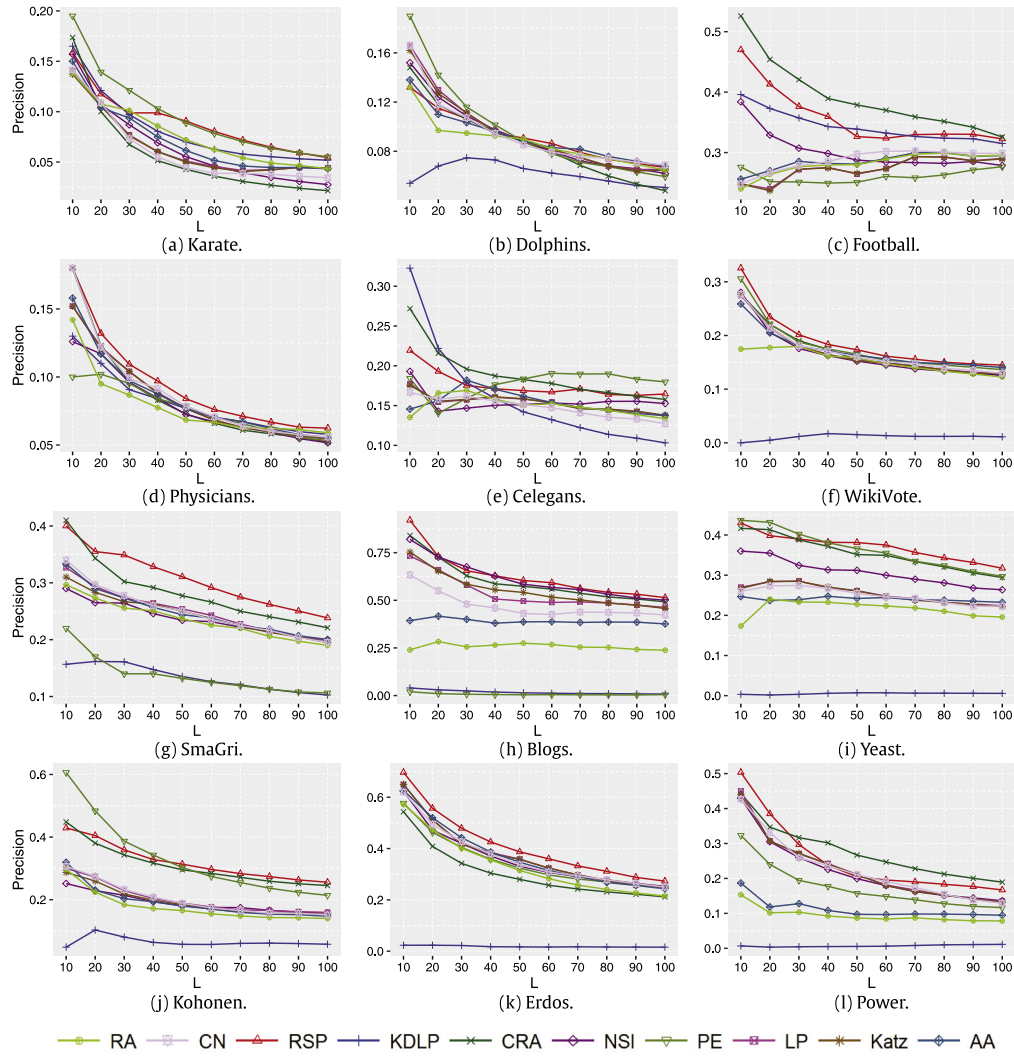 0.20
0.15
0.10
0.05
Precision
10 20 30 40 50 60 70 80 90 100
L
(a) Karate.
0.16
0.12
0.08
10 20 30 40 50 60 70 80 90 100
L
(b) Dolphins.
0.5
0.4
0.3
10 20 30 40 50 60 70 80 90 100
L
(c) Football.
0.15
0.10
0.05
Precision
10 20 30 40 50 60 70 80 90 100
L
(d) Physicians.
0.30
0.25
0.20
0.15
0.10
10 20 30 40 50 60 70 80 90 100
L
(e) Celegans.
0.3
0.2
0.1
0.0
10 20 30 40 50 60 70 80 90 100
L
(f) WikiVote.
0.4
0.3
0.2
0.1
Precision
10 20 30 40 50 60 70 80 90 100
L
(g) SmaGri.
0.75
0.50
0.25
0.00
10 20 30 40 50 60 70 80 90 100
L
(h) Blogs.
0.4
0.3
0.2
0.1
0.0
10 20 30 40 50 60 70 80 90 100
L
(i) Yeast.
0.6
0.4
0.2
Precision
10 20 30 40 50 60 70 80 90 100
L
(j) Kohonen.
0.6
0.4
0.2
0.0
10 20 30 40 50 60 70 80 90 100
L
(k) Erdos.
0.5
0.4
0.3
0.2
0.1
0.0
10 20 30 40 50 60 70 80 90 100
L
(l) Power.
RA CN RSP KDLP CRA NSI PE LP Katz AA